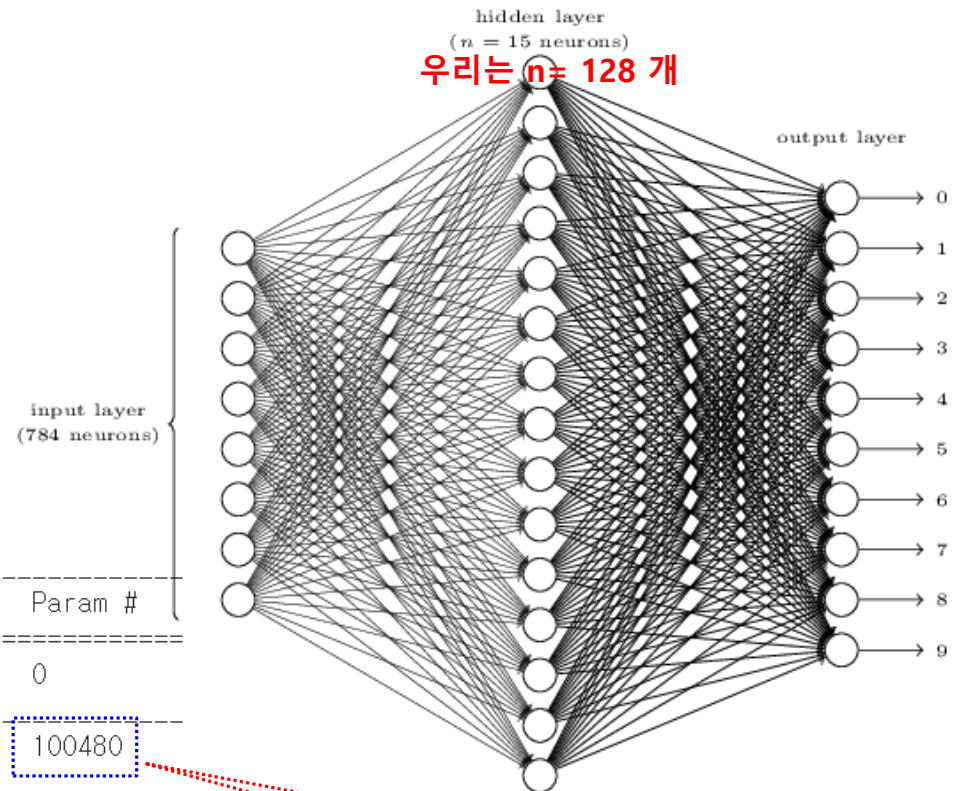 hidden layer
(n = 15 neurons)
우리는 n= 128 개
output layer
0
1
2
3
4
5
6
7
8
9
input layer
(784 neurons)
Param #
0
100480